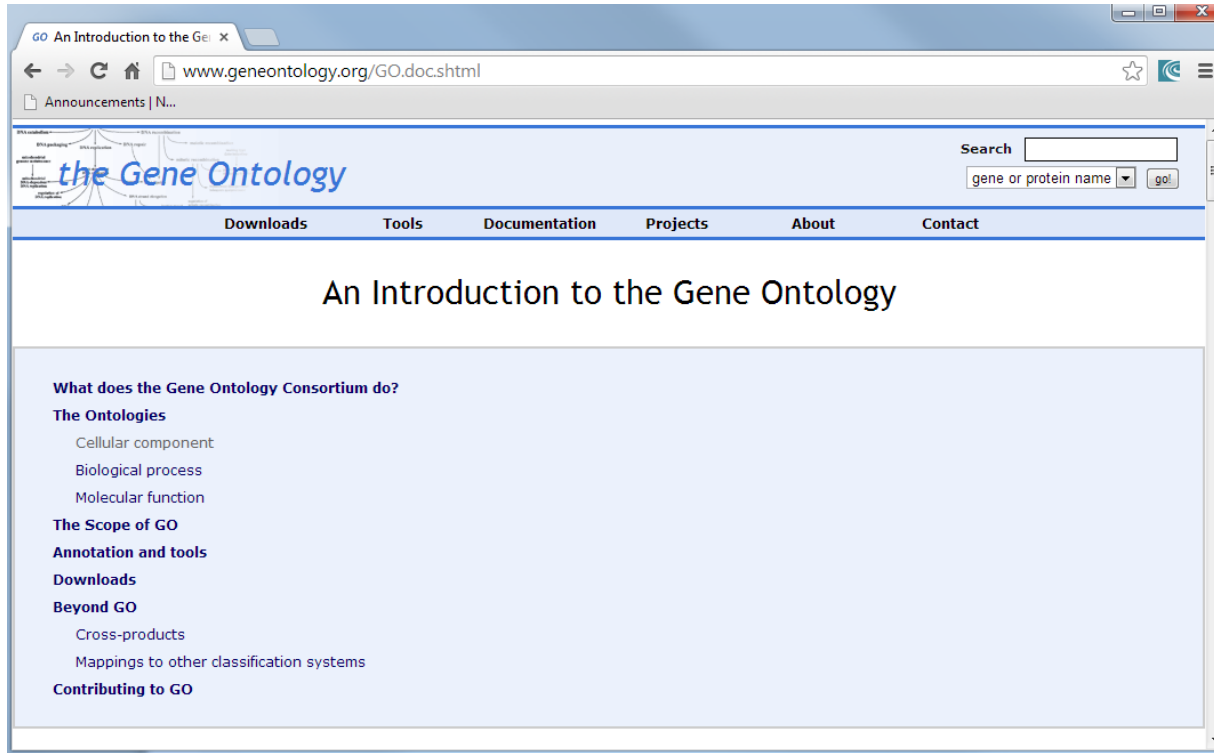 GO An Introduction to the Ge
www.geneontology.org/GO.doc.shtml
Announcements | N...
the Gene Ontology
Search
gene or protein name go!
Downloads Tools Documentation Projects About Contact
An Introduction to the Gene Ontology
What does the Gene Ontology Consortium do?
The Ontologies
Cellular component
Biological process
Molecular function
The Scope of GO
Annotation and tools
Downloads
Beyond GO
Cross-products
Mappings to other classification systems
Contributing to GO